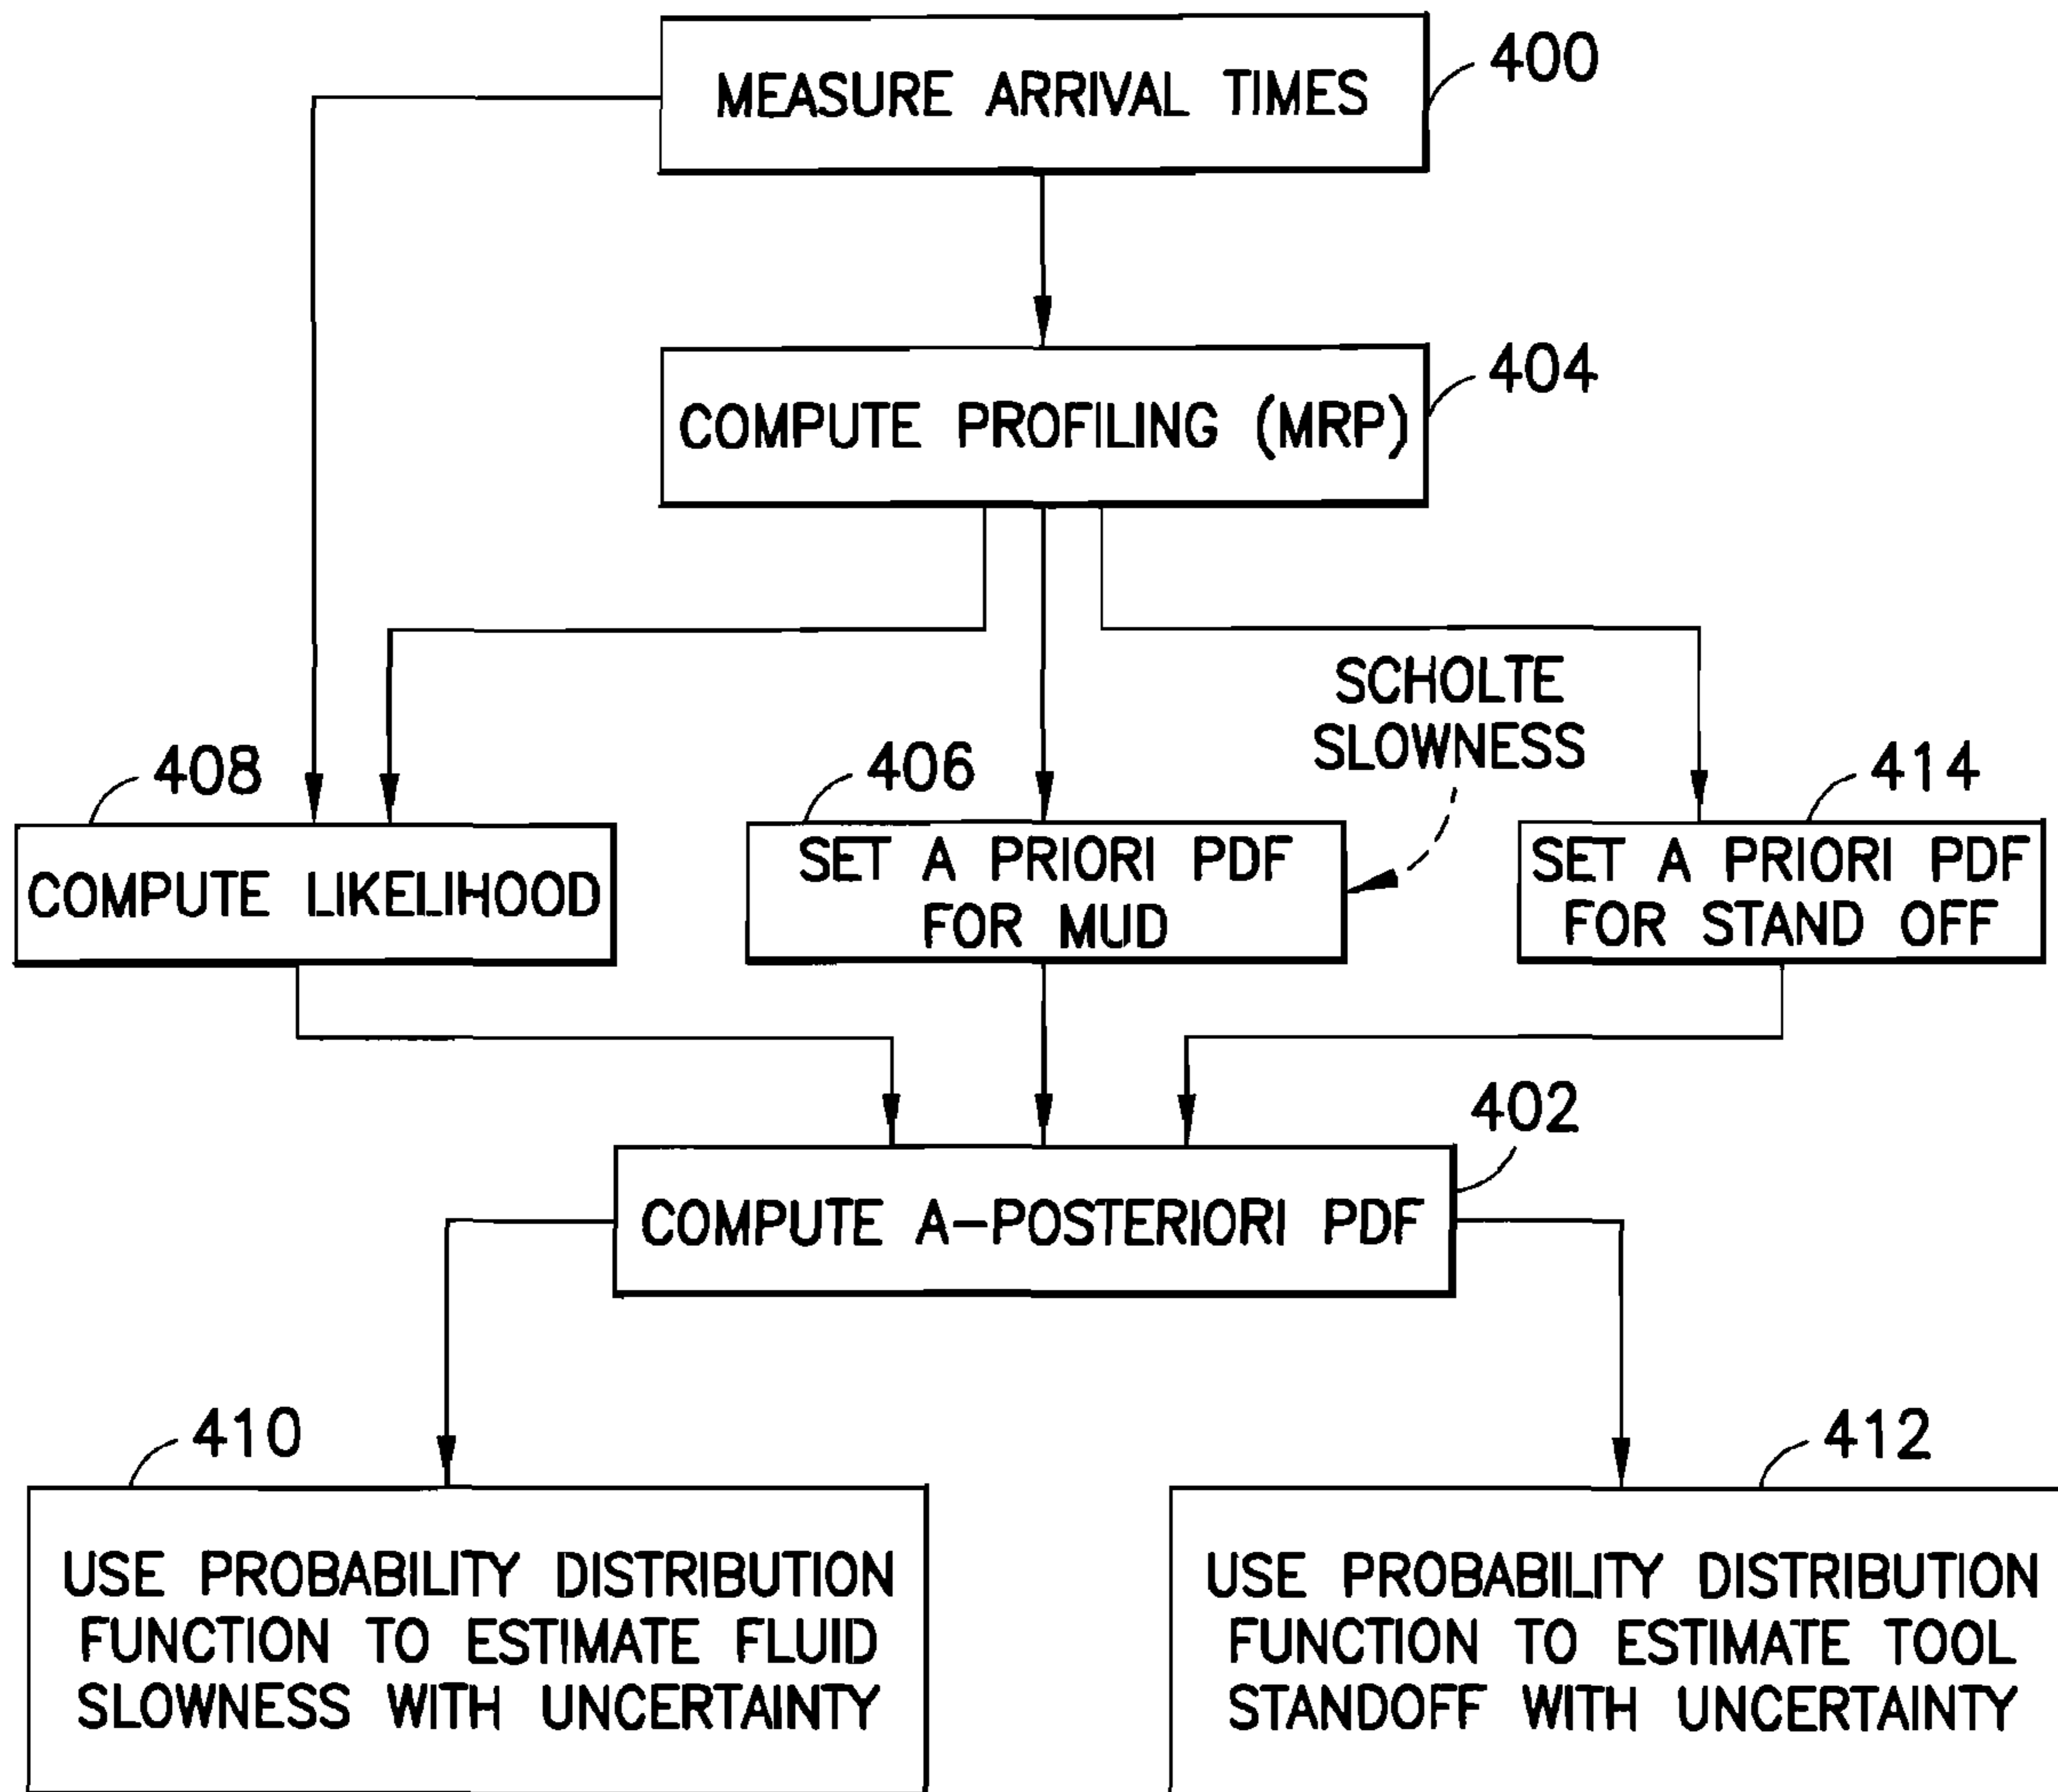 400
MEASURE ARRIVAL TIMES
404
COMPUTE PROFILING (MRP)
SCHOLTE
SLOWNESS
408
406
414
COMPUTE LIKELIHOOD
SET A PRIORI PDF
FOR MUD
SET A PRIORI PDF
FOR STAND OFF
402
COMPUTE A-POSTERIORI PDF
410
412
USE PROBABILITY DISTRIBUTION
FUNCTION TO ESTIMATE FLUID
SLOWNESS WITH UNCERTAINTY
USE PROBABILITY DISTRIBUTION
FUNCTION TO ESTIMATE TOOL
STANDOFF WITH UNCERTAINTY